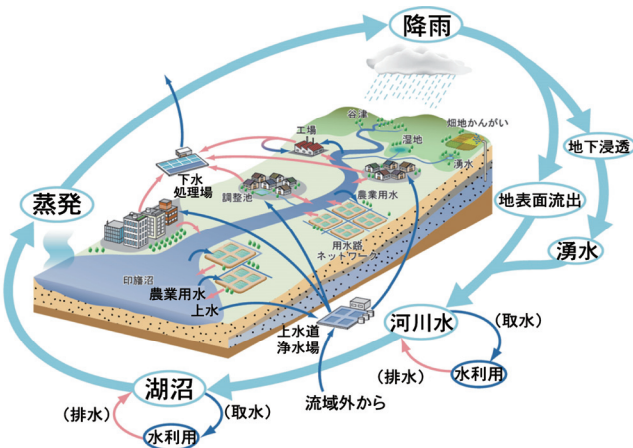 降雨
谷津
畑地かんがい
工場
湿地
地下浸透
湧水
下水
処理場
調整池
農業用水
地表面流出
蒸発
用水路
ネットワーク
湧水
印旛沼
農業用水
上水
上水道
浄水場
河川水
(取水)
(排水)
水利用
湖沼
流域外から
(排水)
(取水)
水利用